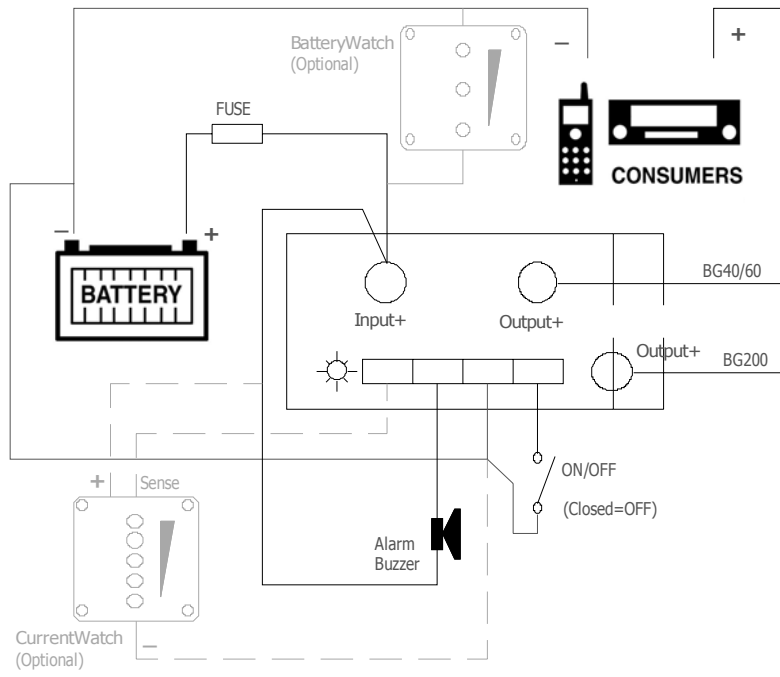 BatteryWatch
(Optional)
−
+
FUSE
CONSUMERS
−
+
BATTERY
Input+
Output+
BG40/60
Output+
BG200
+
Sense
ON/OFF
(Closed=OFF)
Alarm
Buzzer
CurrentWatch
(Optional)
−